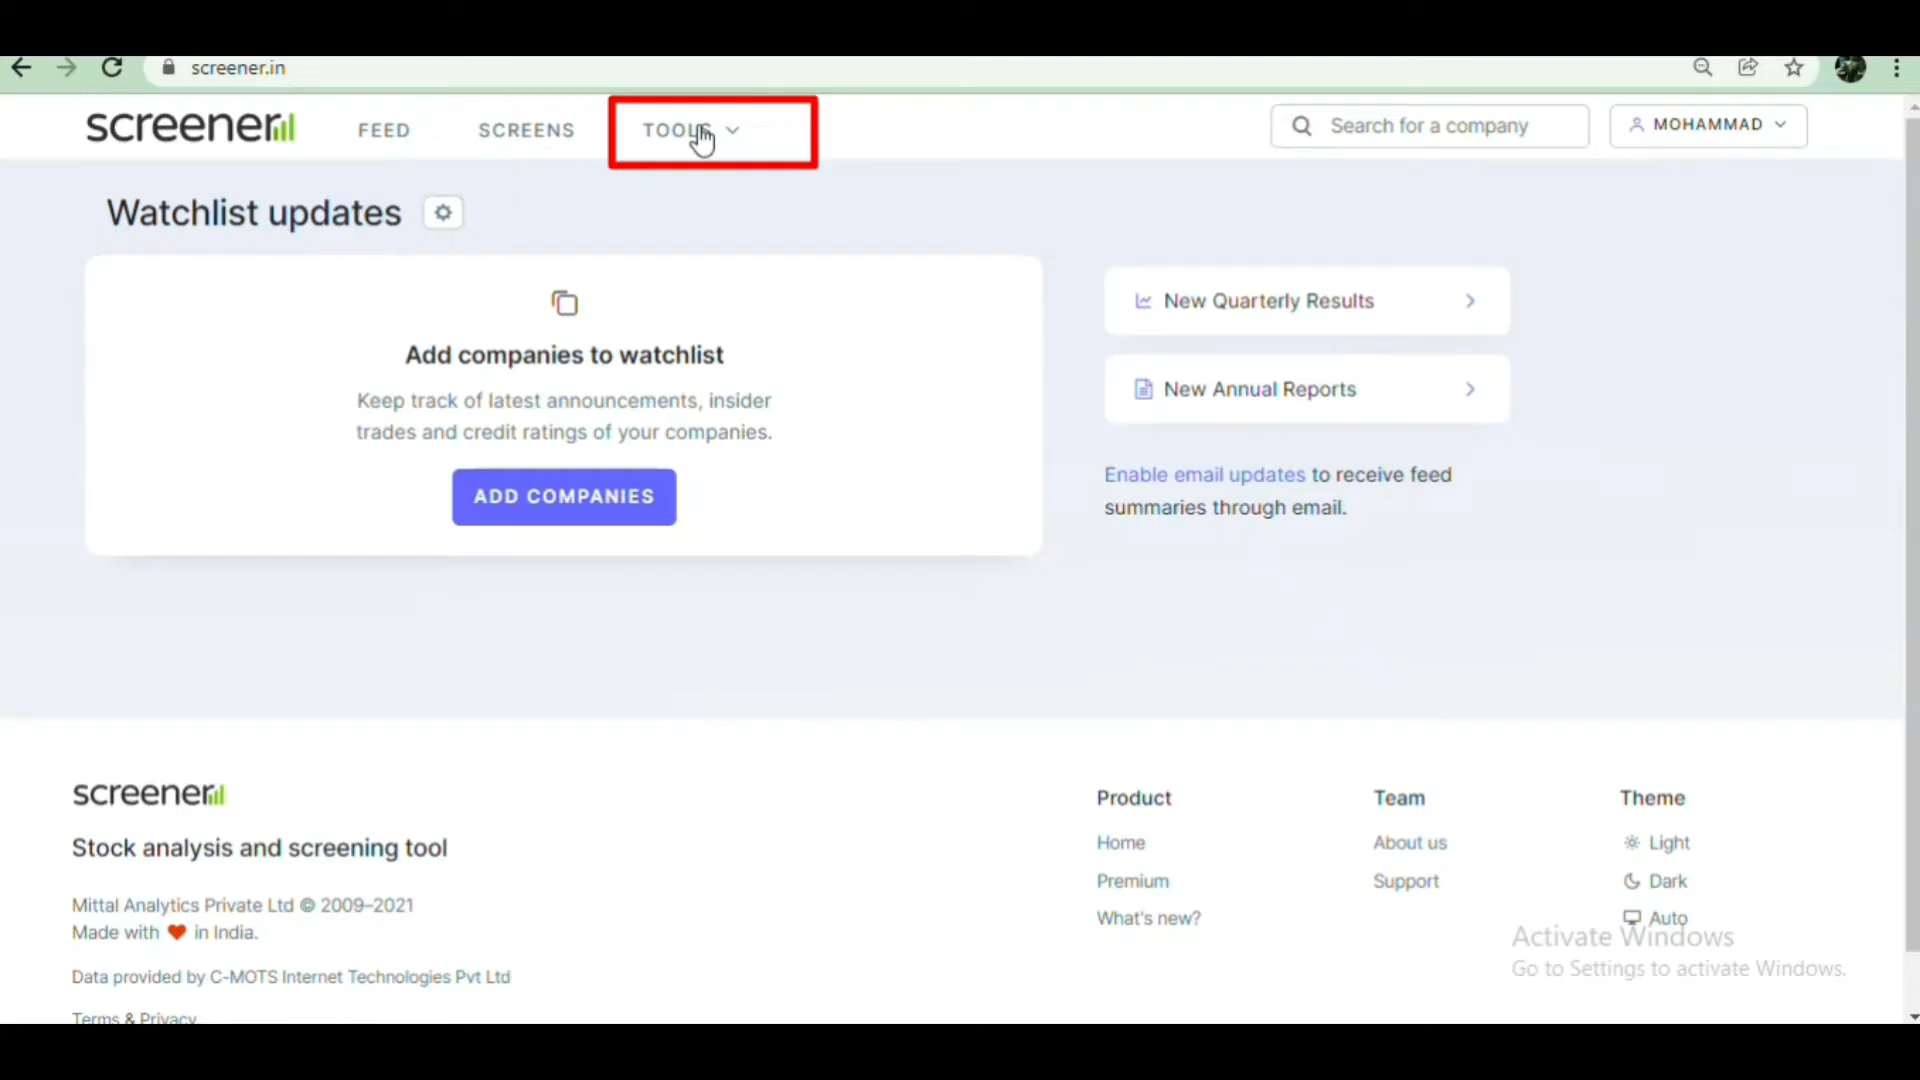 screener.in
screener
FEED
SCREENS
TOOLS
Search for a company
MOHAMMAD
Watchlist updates
Add companies to watchlist
Keep track of latest announcements, insider
trades and credit ratings of your companies.
ADD COMPANIES
New Quarterly Results
New Annual Reports
Enable email updates to receive feed
summaries through email.
screener
Stock analysis and screening tool
Mittal Analytics Private Ltd © 2009–2021
Made with ❤ in India.
Data provided by C-MOTS Internet Technologies Pvt Ltd
Terms & Privacy.
Product
Home
Premium
What's new?
Team
About us
Support
Theme
Light
Dark
Auto
Activate Windows
Go to Settings to activate Windows.